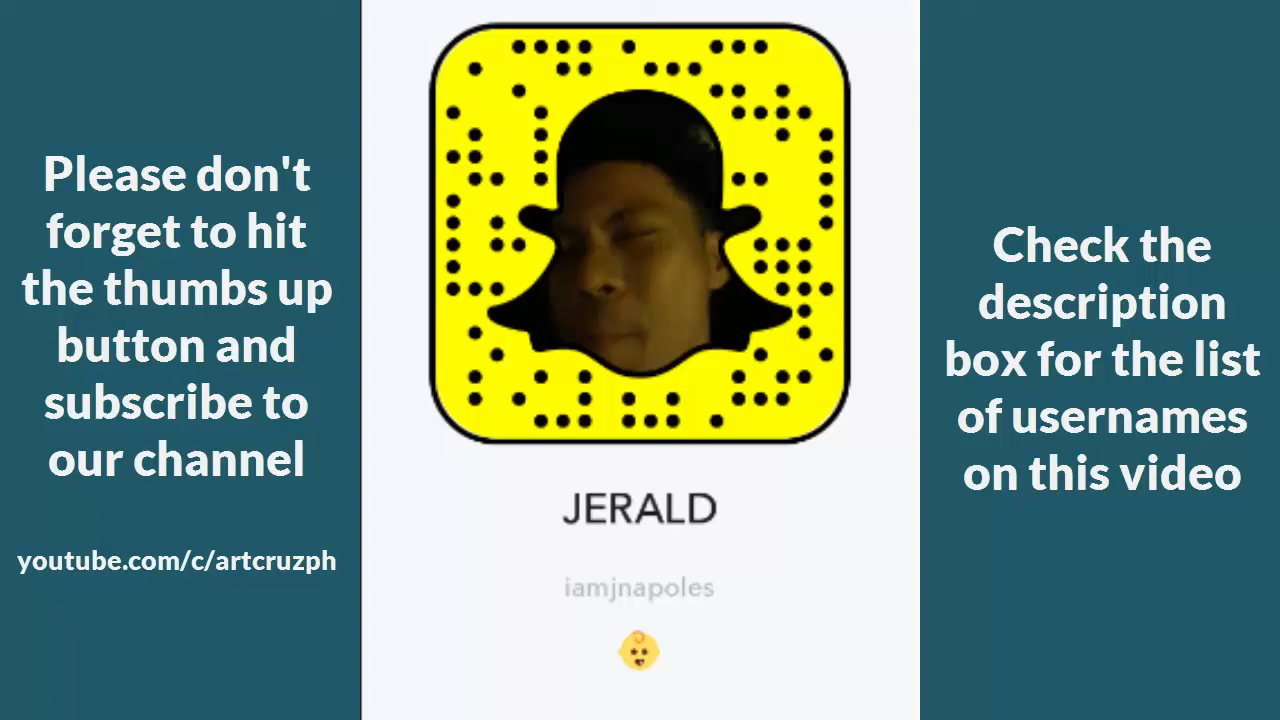 Please don't
forget to hit
the thumbs up
button and
subscribe to
our channel
youtube.com/c/artcruzph
JERALD
iamjnapoles
Check the
description
box for the list
of usernames
on this video